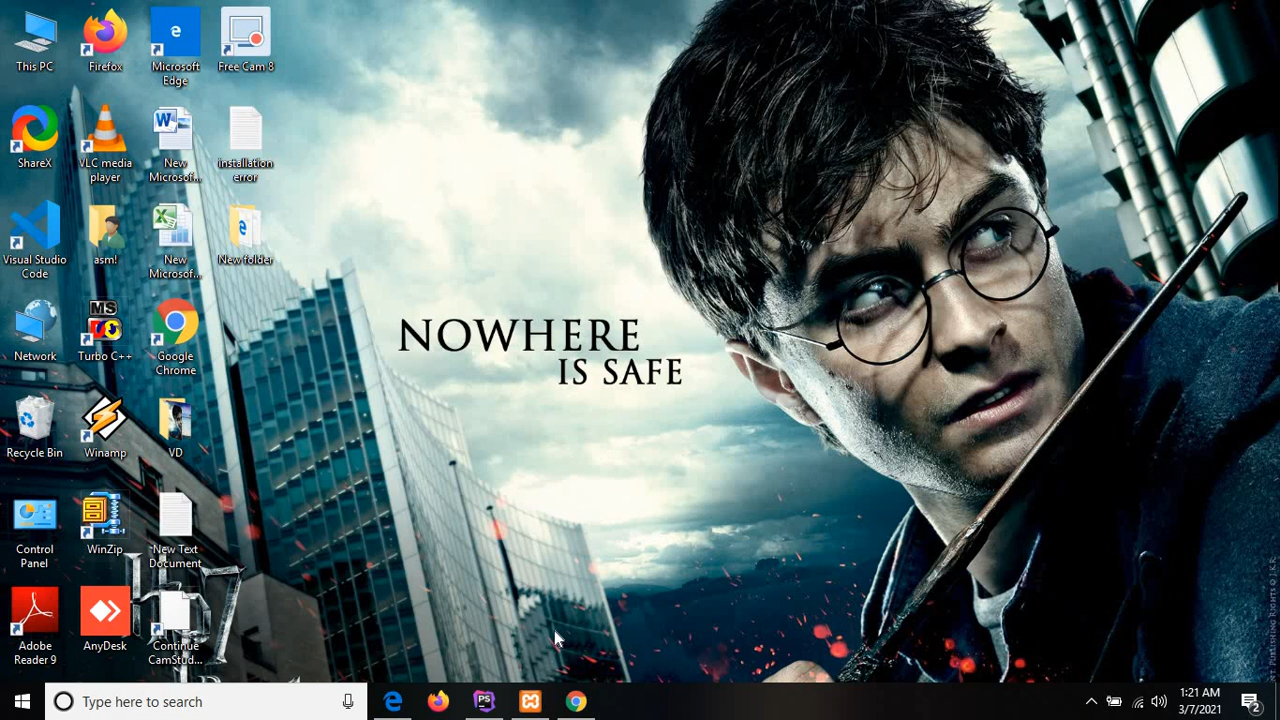 This PC
Firefox
Microsoft
Edge
Free Cam 8
ShareX
VLC media
player
New
Microsof...
installation
error
Visual Studio
Code
asm!
New
Microsof...
New folder
Network
MS
Turbo C++
Google
Chrome
NOWHERE
IS SAFE
Recycle Bin
Winamp
VD
Control
Panel
WinZip
New Text
Document
Adobe
Reader 9
AnyDesk
Continue
CamStud...
Type here to search
PS
1:21 AM
3/7/2021
2